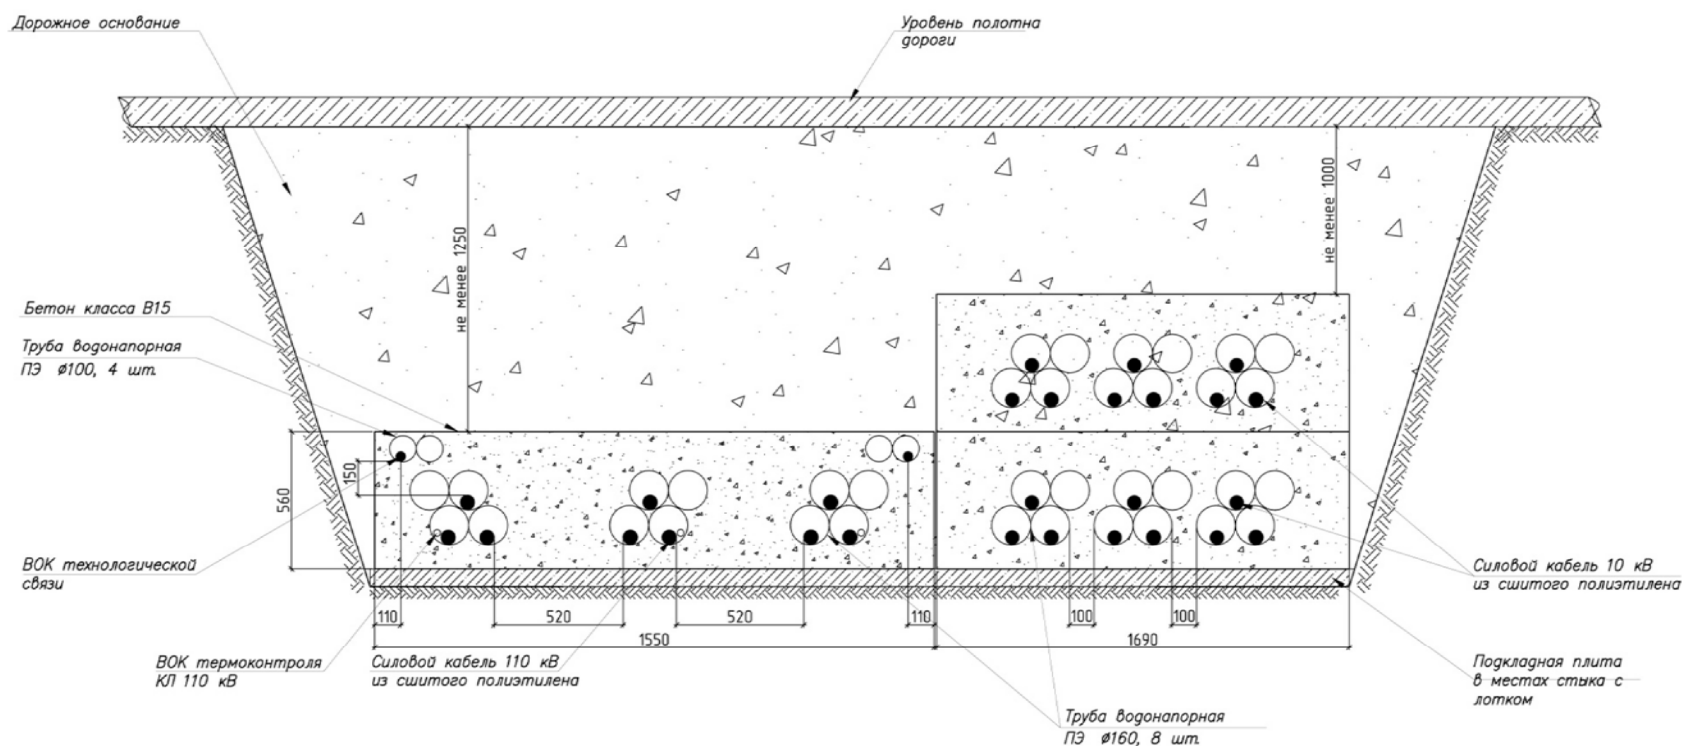 Дорожное основание
Уровень полотна
дороги
не менее 1250
не менее 1000
Бетон класса В15
Труба водонапорная
ПЭ ø100, 4 шт.
150
560
ВОК технологической
связи
Силовой кабель 10 кВ
из сшитого полиэтилена
110
520
520
110
100
100
1550
1690
ВОК термоконтроля
КЛ 110 кВ
Силовой кабель 110 кВ
из сшитого полиэтилена
Подкладная плита
в местах стыка с
лотком
Труба водонапорная
ПЭ ø160, 8 шт.